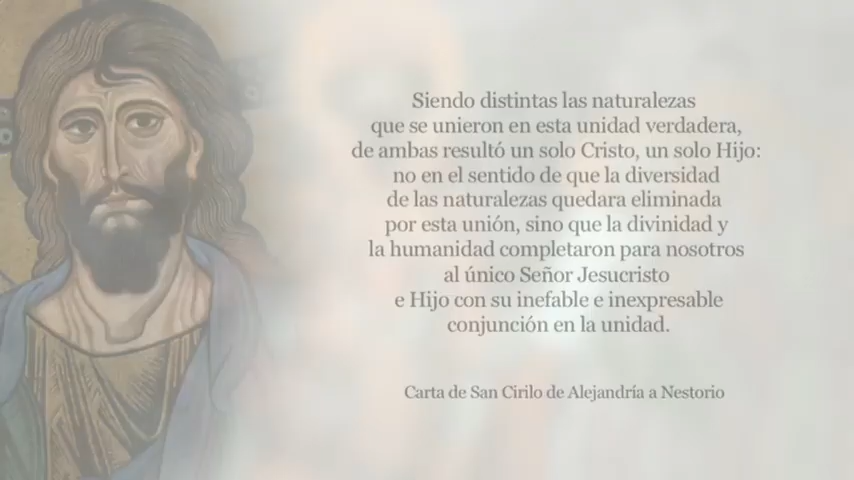 Siendo distintas las naturalezas
que se unieron en esta unidad verdadera,
de ambas resultó un solo Cristo, un solo Hijo:
no en el sentido de que la diversidad
de las naturalezas quedara eliminada
por esta unión, sino que la divinidad y
la humanidad completaron para nosotros
al único Señor Jesucristo
e Hijo con su inefable e inexpresable
conjunción en la unidad.
Carta de San Cirilo de Alejandría a Nestorio